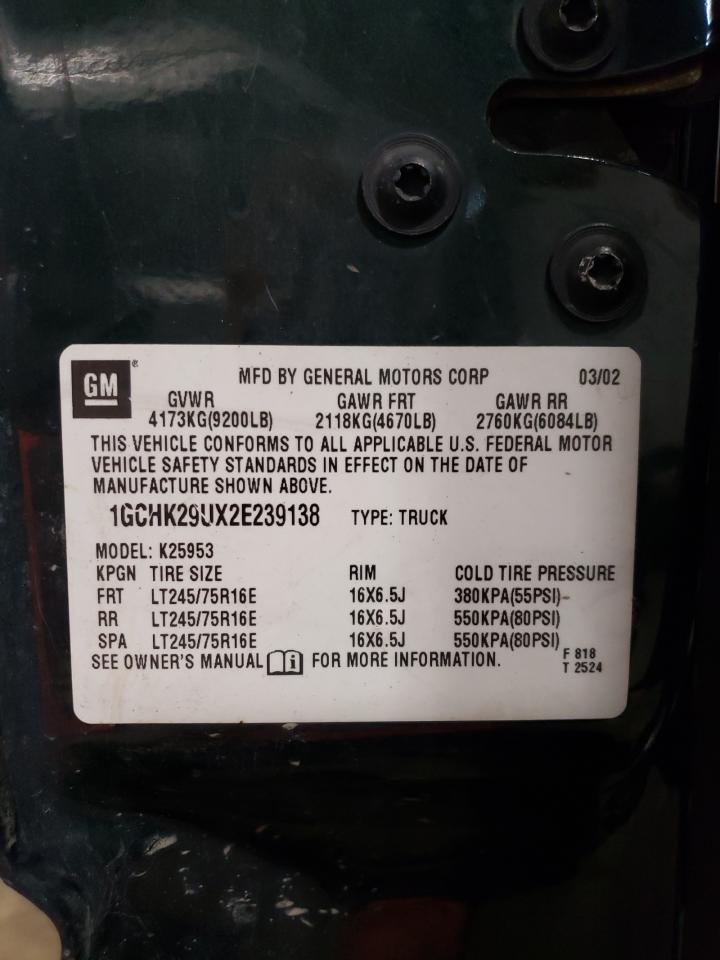 GM® MFD BY GENERAL MOTORS CORP 03/02
GVWR GAWR FRT GAWR RR
4173KG(9200LB) 2118KG(4670LB) 2760KG(6084LB)
THIS VEHICLE CONFORMS TO ALL APPLICABLE U.S. FEDERAL MOTOR
VEHICLE SAFETY STANDARDS IN EFFECT ON THE DATE OF
MANUFACTURE SHOWN ABOVE.
1GCHK29UX2E239138 TYPE: TRUCK
MODEL: K25953
KPGN TIRE SIZE RIM COLD TIRE PRESSURE
FRT LT245/75R16E 16X6.5J 380KPA(55PSI)
RR LT245/75R16E 16X6.5J 550KPA(80PSI)
SPA LT245/75R16E 16X6.5J 550KPA(80PSI)
SEE OWNER'S MANUAL i FOR MORE INFORMATION.
F 818
T 2524